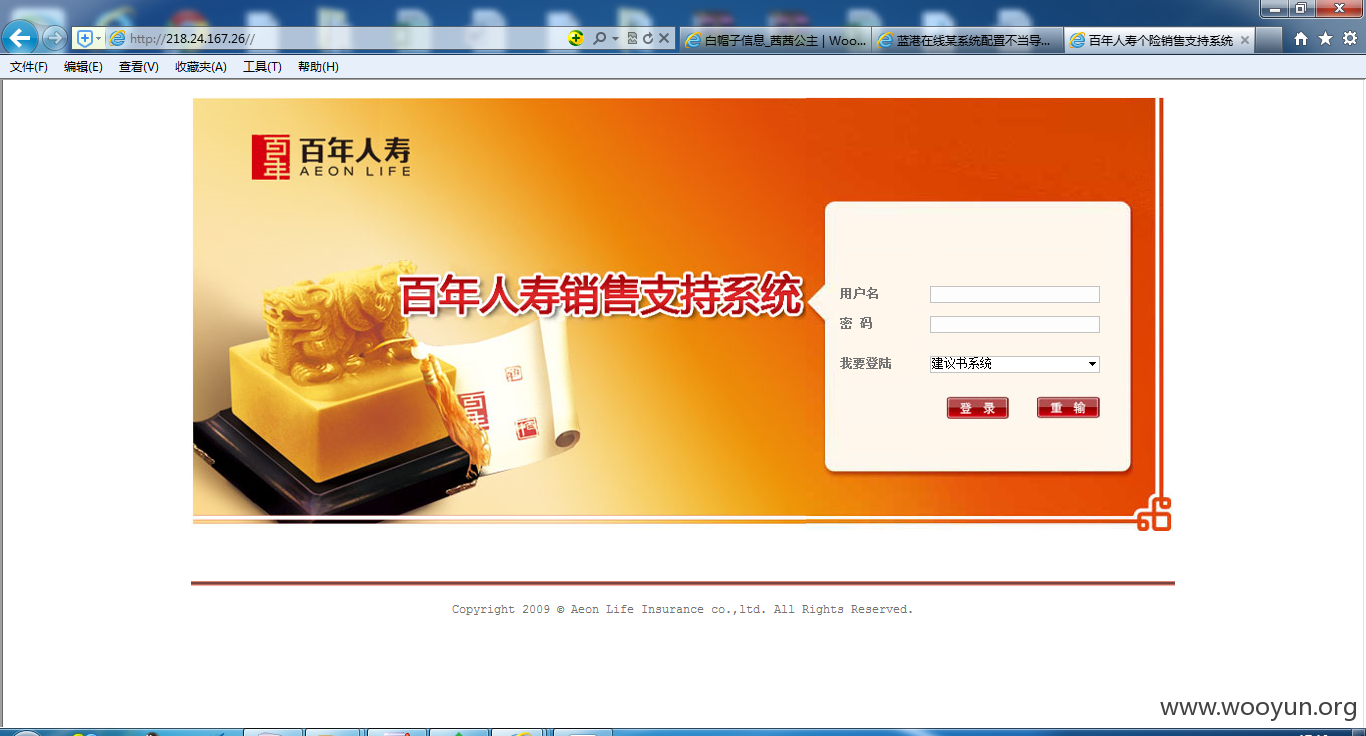 http://218.24.167.26//
白帽子信息_茜茜公主 | Woo...
蓝港在线某系统配置不当导...
百年人寿个险销售支持系统
文件(F) 编辑(E) 查看(V) 收藏夹(A) 工具(T) 帮助(H)
百年
百年人寿
AEON LIFE
百年人寿销售支持系统
用户名
密 码
我要登陆 建议书系统
登 录 重 输
百年
Copyright 2009 © Aeon Life Insurance co.,ltd. All Rights Reserved.
www.wooyun.org